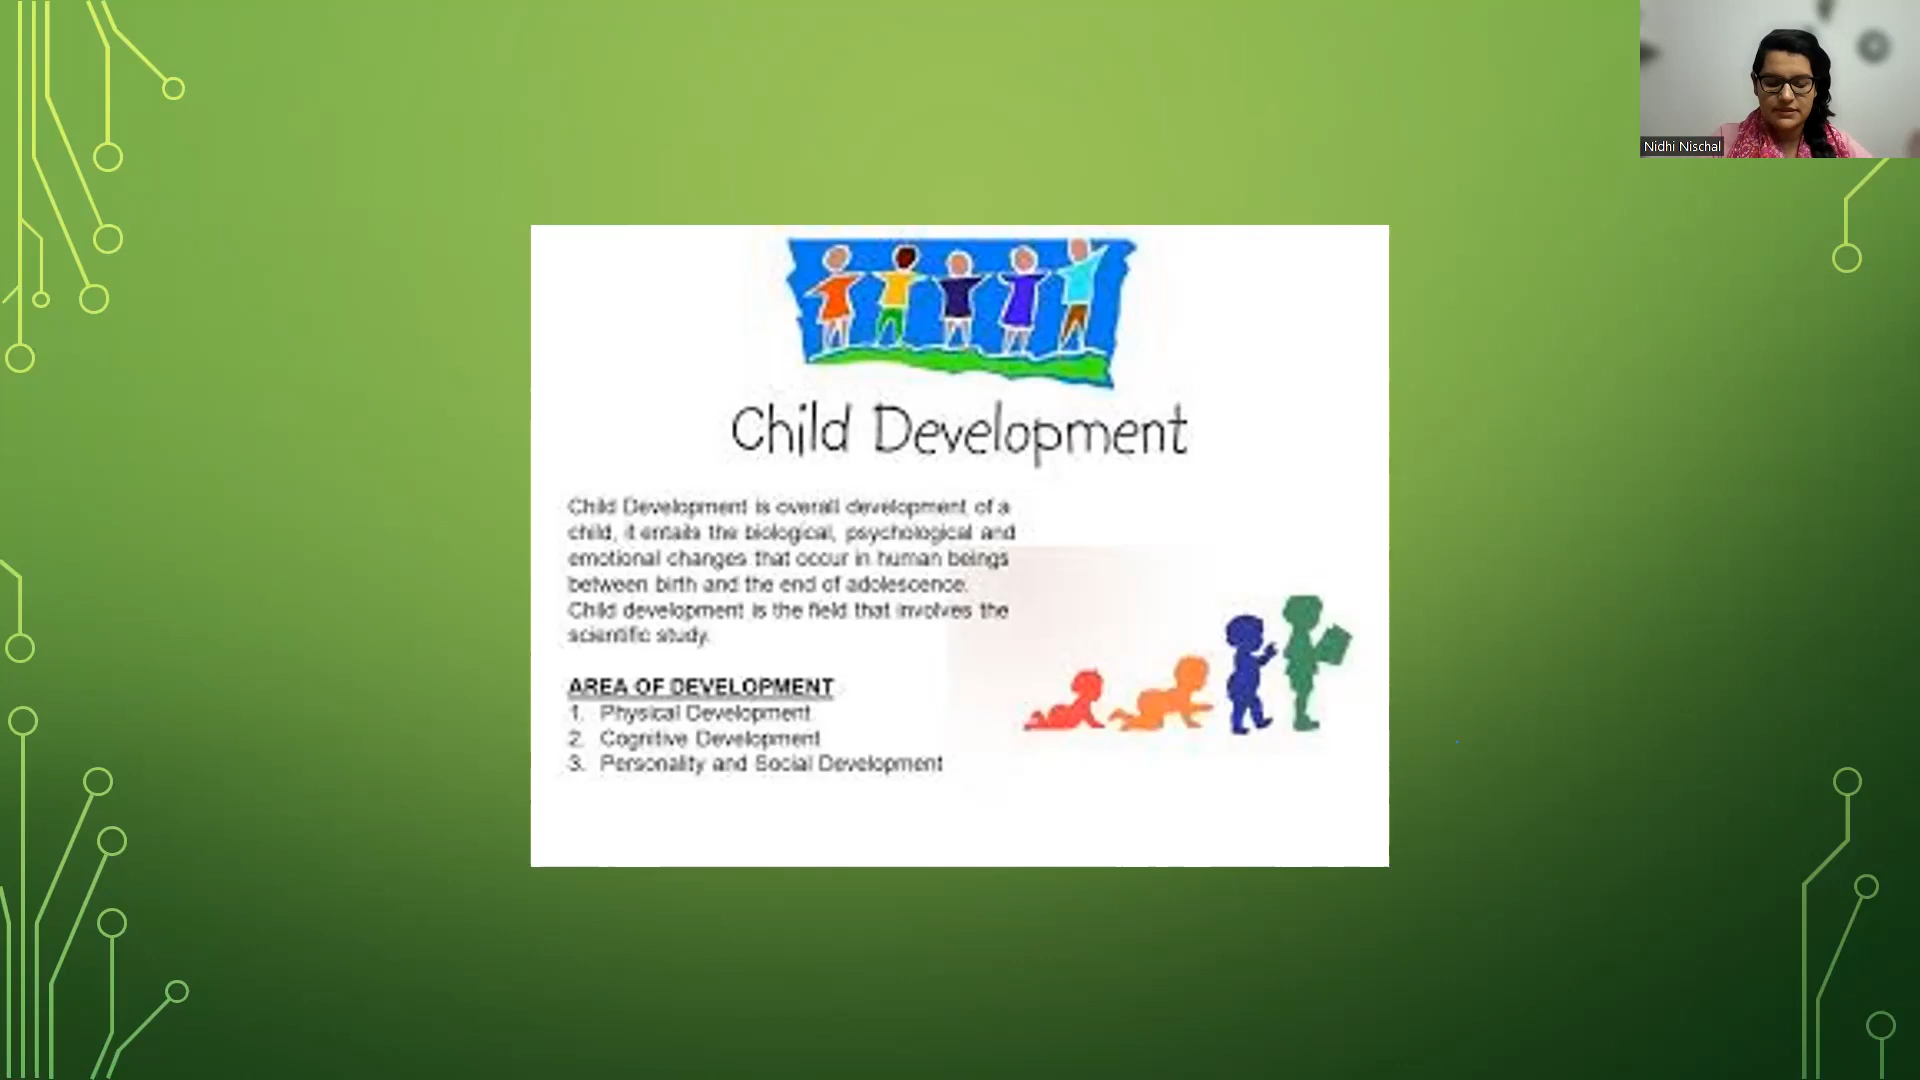 Nidhi Nischal
Child Development
Child Development is overall development of a
child, it entails the biological, psychological and
emotional changes that occur in human beings
between birth and the end of adolescence.
Child development is the field that involves the
scientific study.
AREA OF DEVELOPMENT
1. Physical Development
2. Cognitive Development
3. Personality and Social Development